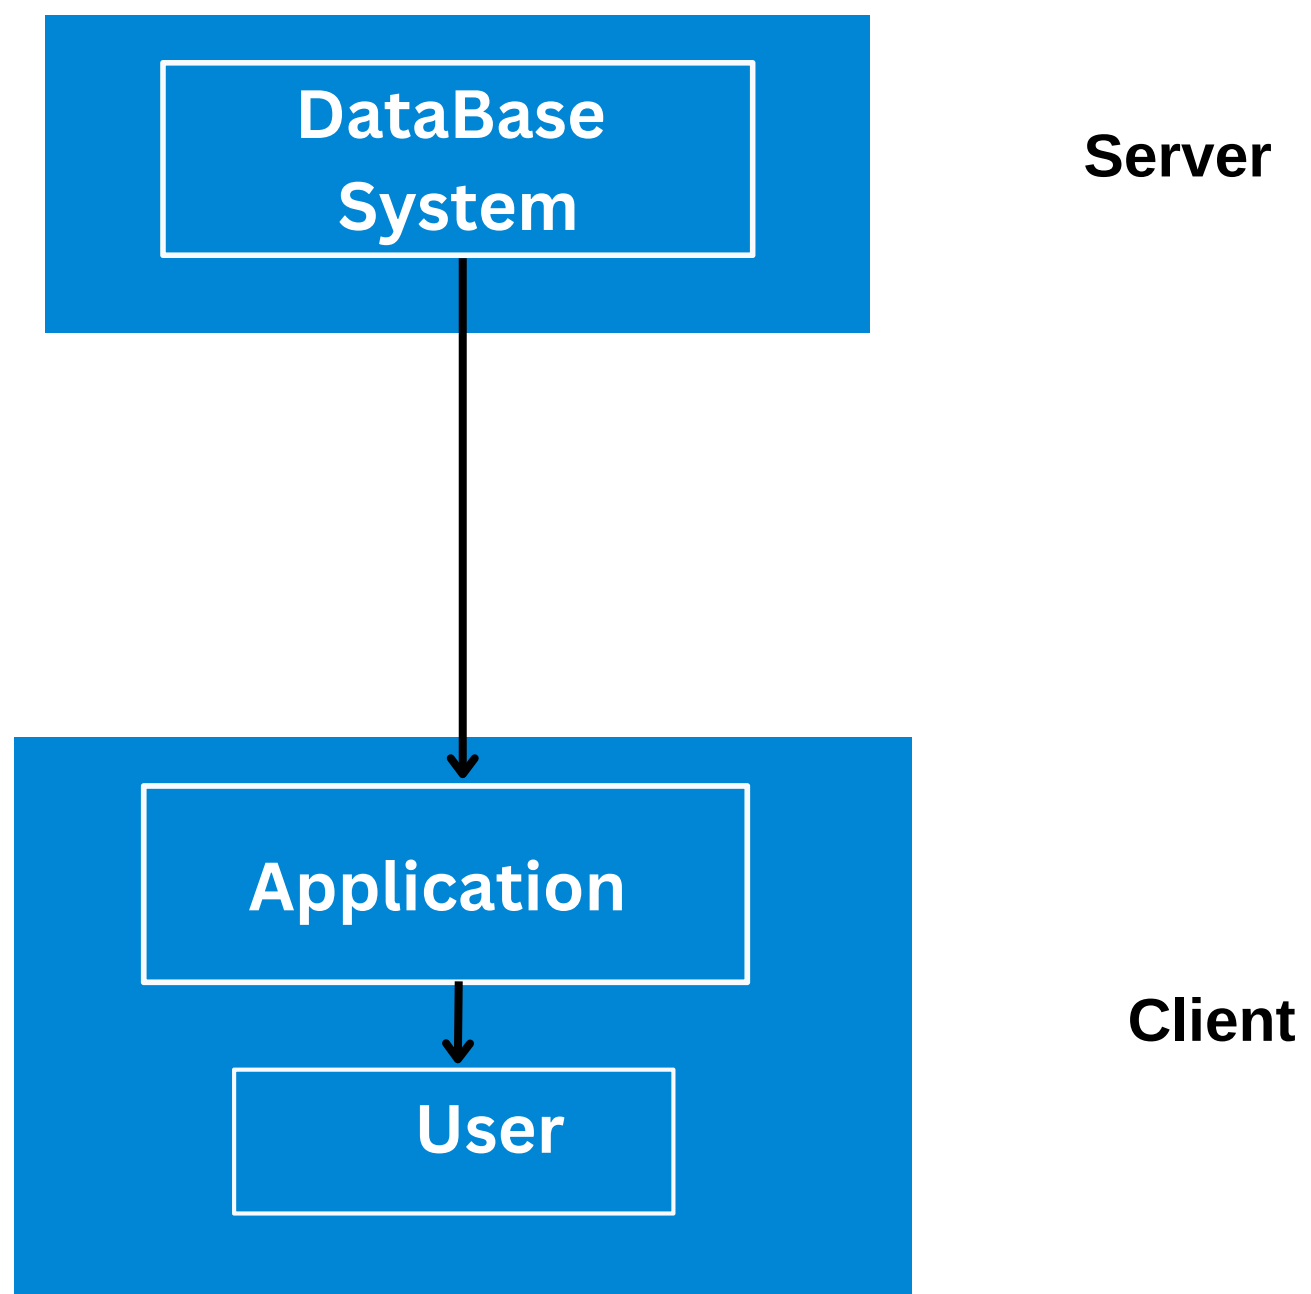 DataBase
System
Server
Application
Client
User